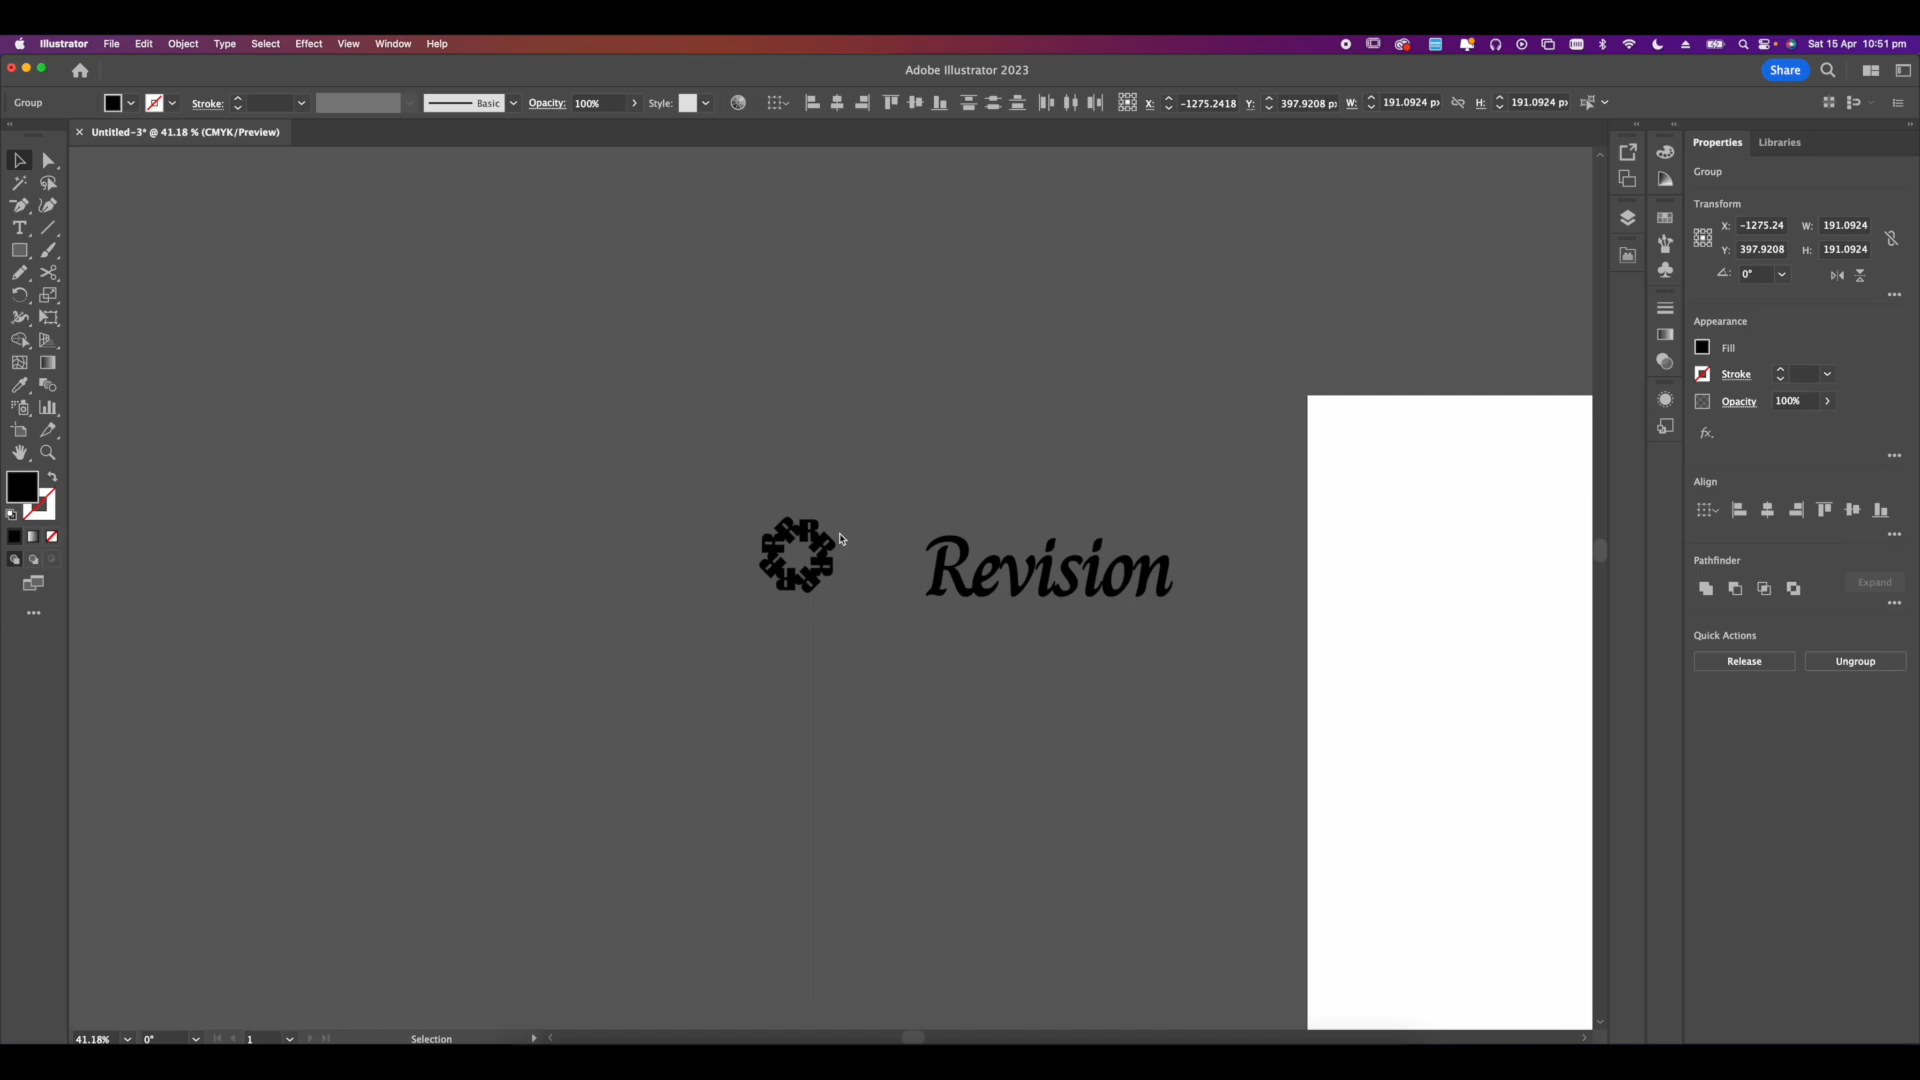 Illustrator File Edit Object Type Select Effect View Window Help Sat 15 Apr 10:51 pm
Adobe Illustrator 2023 Share
Group Stroke: Basic Opacity: 100% Style: X: -1275.2418 Y: 397.9208 p: W: 191.0924 p› H: 191.0924 p›
× Untitled-3* @ 41.18 % (CMYK/Preview)
Properties Libraries
Group
Transform
X: -1275.24 W: 191.0924
Y: 397.9208 H: 191.0924
0°
Appearance
Fill
Stroke
Opacity 100%
fx.
Align
Revision
Pathfinder
Expand
Quick Actions
Release Ungroup
41.18% 0° 1 Selection